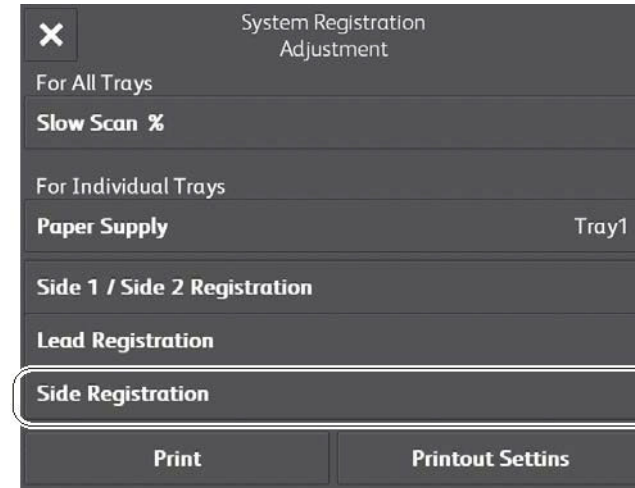 System Registration
Adjustment
For All Trays
Slow Scan %
For Individual Trays
Paper Supply Tray1
Side 1 / Side 2 Registration
Lead Registration
Side Registration
Print Printout Settins